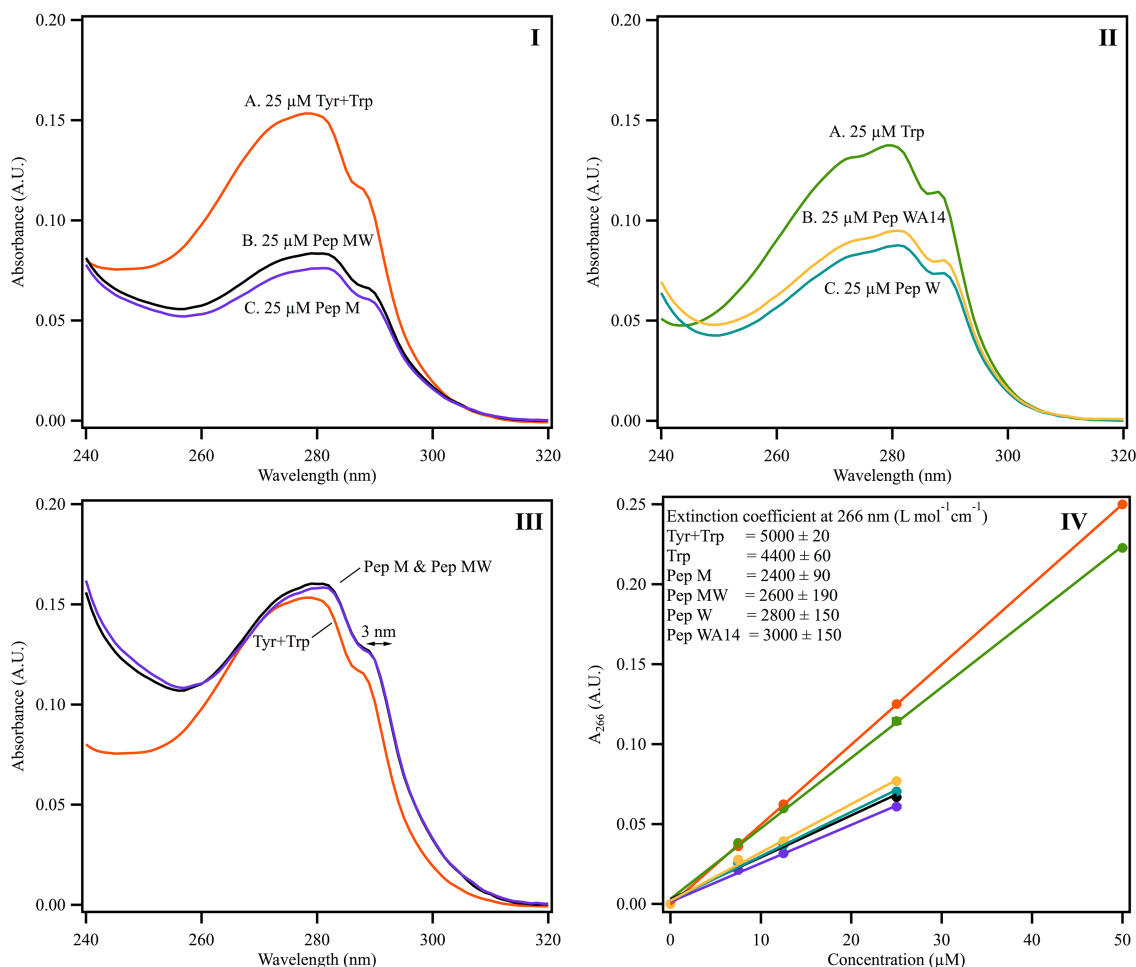 0.20
0.15
0.10
0.05
0.00
Absorbance (A.U.)
I
A. 25 µM Tyr+Trp
B. 25 µM Pep MW
C. 25 µM Pep M
240 260 280 300 320
Wavelength (nm)
0.20
0.15
0.10
0.05
0.00
Absorbance (A.U.)
II
A. 25 µM Trp
B. 25 µM Pep WA14
C. 25 µM Pep W
240 260 280 300 320
Wavelength (nm)
0.20
0.15
0.10
0.05
0.00
Absorbance (A.U.)
III
Pep M & Pep MW
3 nm
Tyr+Trp
240 260 280 300 320
Wavelength (nm)
0.25
0.20
0.15
0.10
0.05
0.00
A266 (A.U.)
IV
Extinction coefficient at 266 nm (L mol-1cm-1)
Tyr+Trp = 5000 ± 20
Trp = 4400 ± 60
Pep M = 2400 ± 90
Pep MW = 2600 ± 190
Pep W = 2800 ± 150
Pep WA14 = 3000 ± 150
0 10 20 30 40 50
Concentration (µM)